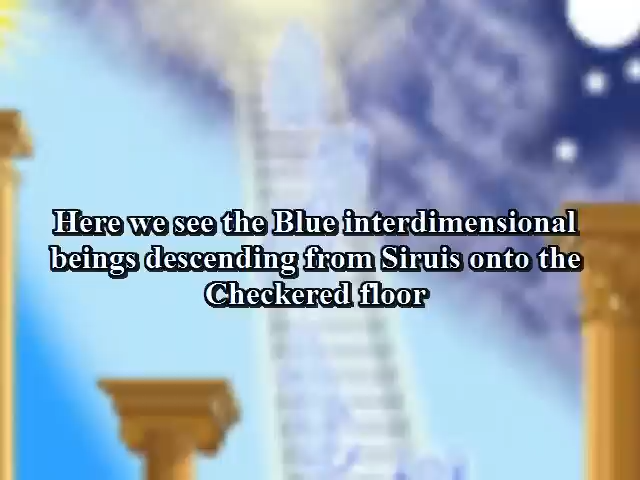 Here we see the Blue interdimensional
beings descending from Siruis onto the
Checkered floor